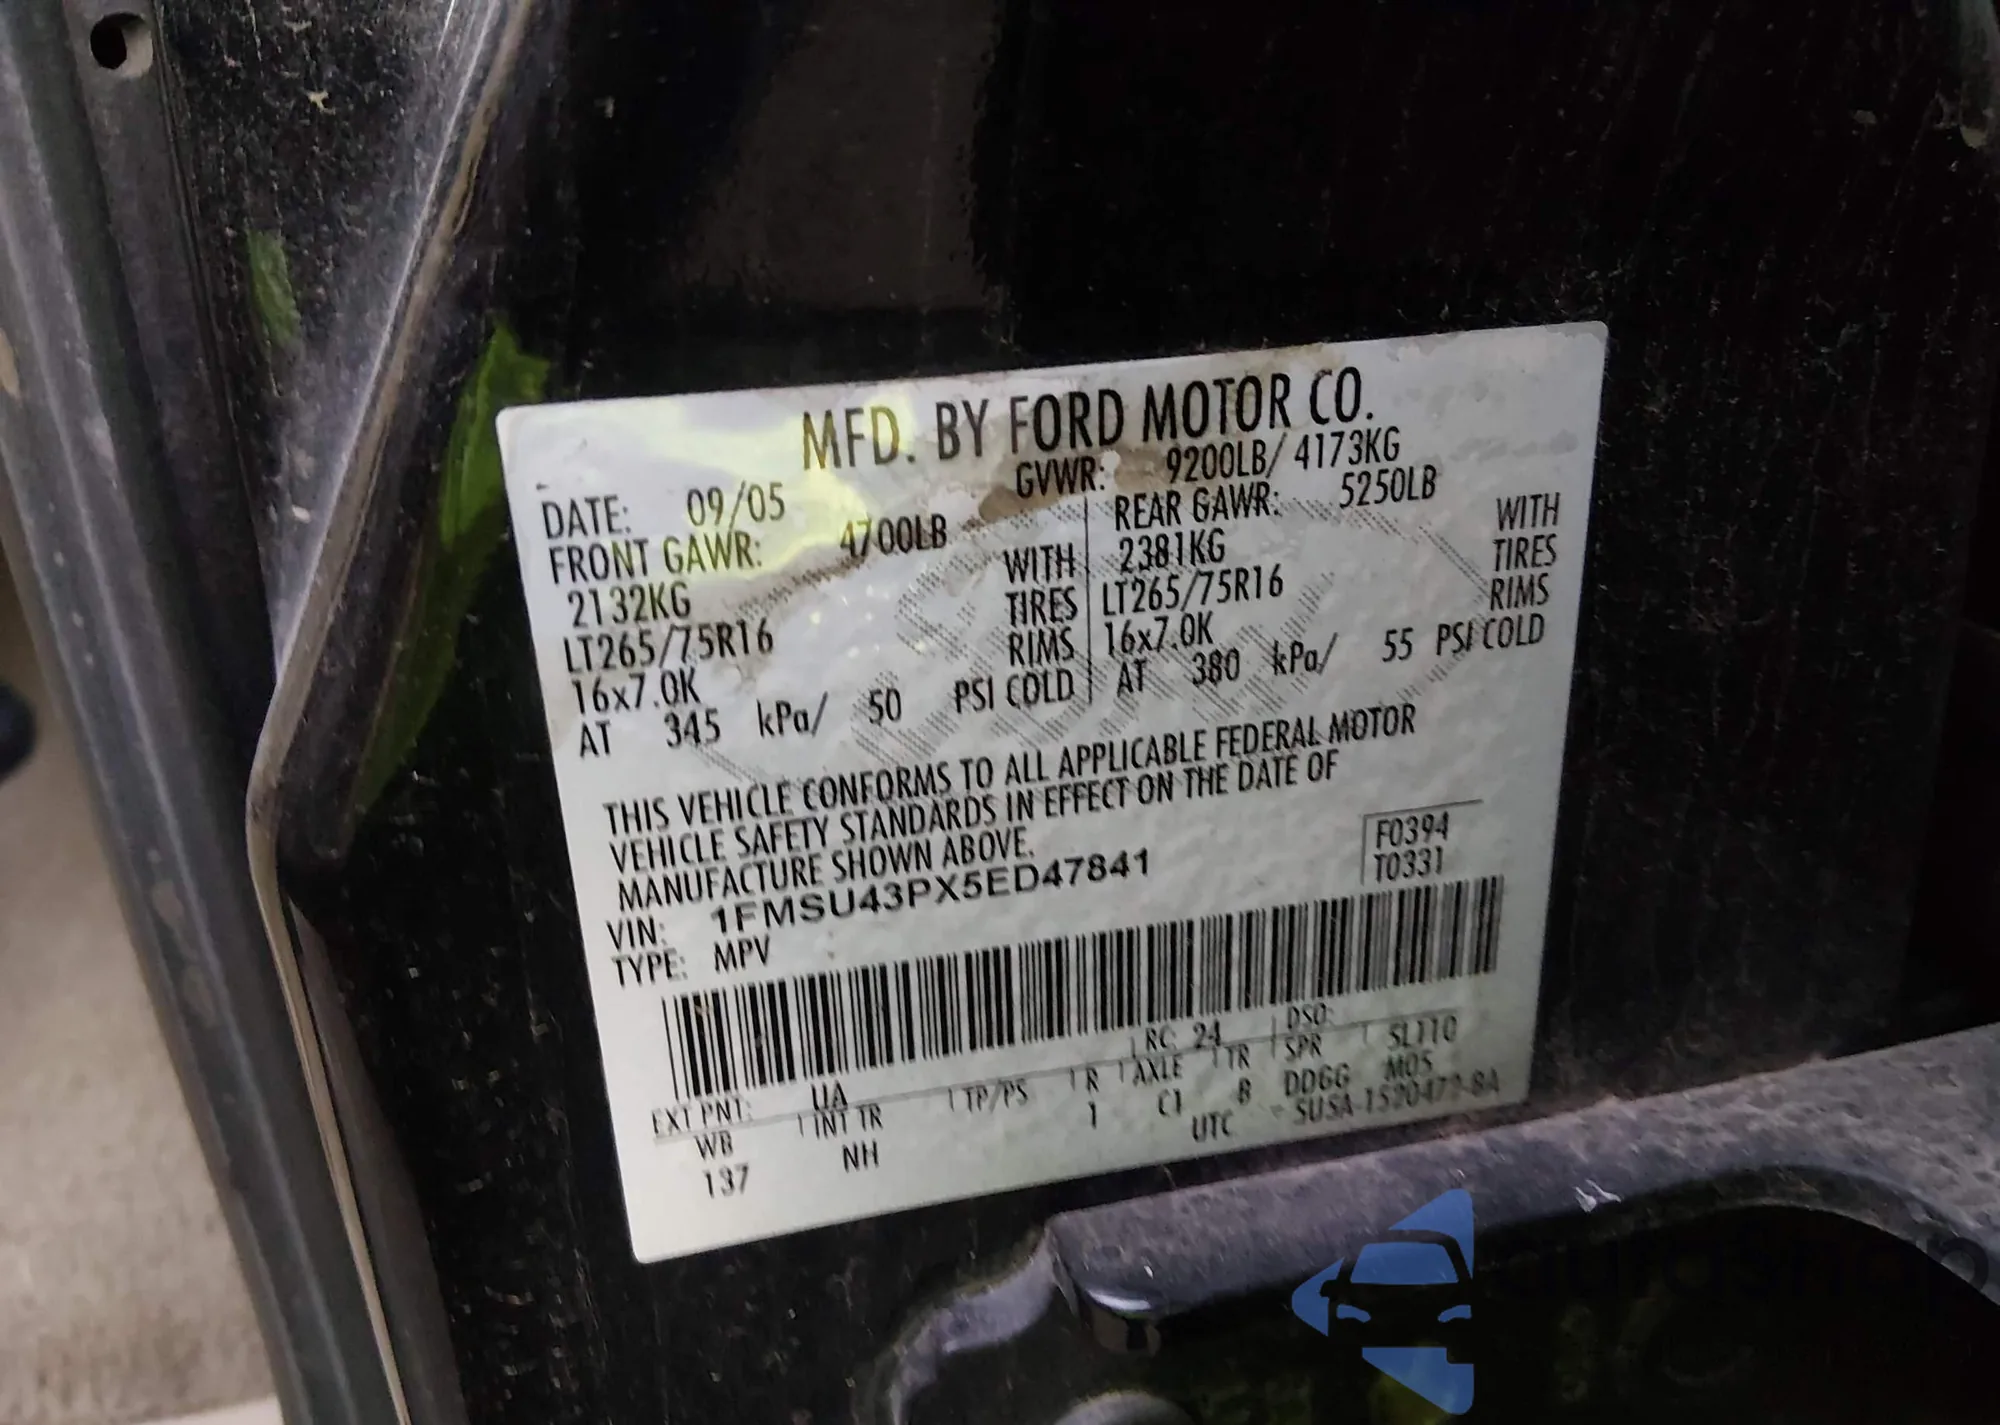 MFD. BY FORD MOTOR CO.
DATE: 09/05 GVWR: 9200LB/ 4173KG
FRONT GAWR: 4700LB REAR GAWR: 5250LB
2132KG WITH 2381KG WITH
LT265/75R16 TIRES LT265/75R16 TIRES
16x7.0K RIMS 16x7.0K RIMS
AT 345 kPa/ 50 PSI COLD AT 380 kPa/ 55 PSI COLD
THIS VEHICLE CONFORMS TO ALL APPLICABLE FEDERAL MOTOR
VEHICLE SAFETY STANDARDS IN EFFECT ON THE DATE OF
MANUFACTURE SHOWN ABOVE.
F0394
T0331
VIN: 1FMSU43PX5ED47841
TYPE: MPV
EXT PNT: UA RC: 24 DSO:
WB INT TR TP/PS R AXLE TR SPR SL110
137 NH 1 C1 B DDGG M05
UTC